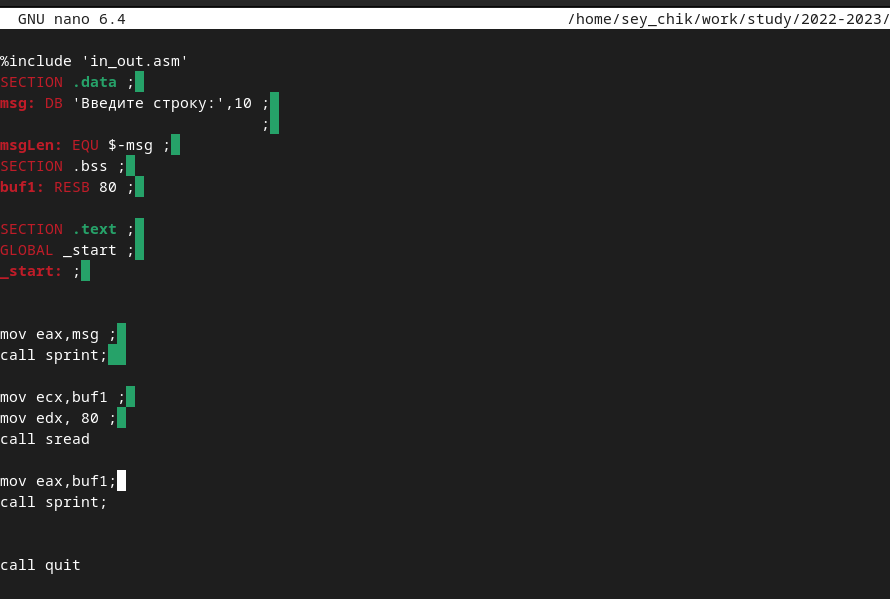 GNU nano 6.4 /home/sey_chik/work/study/2022-2023/
%include 'in_out.asm'
SECTION .data ;
msg: DB 'Введите строку:',10 ;
;
msgLen: EQU $-msg ;
SECTION .bss ;
buf1: RESB 80 ;
SECTION .text ;
GLOBAL _start ;
_start: ;
mov eax,msg ;
call sprint;
mov ecx,buf1 ;
mov edx, 80 ;
call sread
mov eax,buf1;
call sprint;
call quit